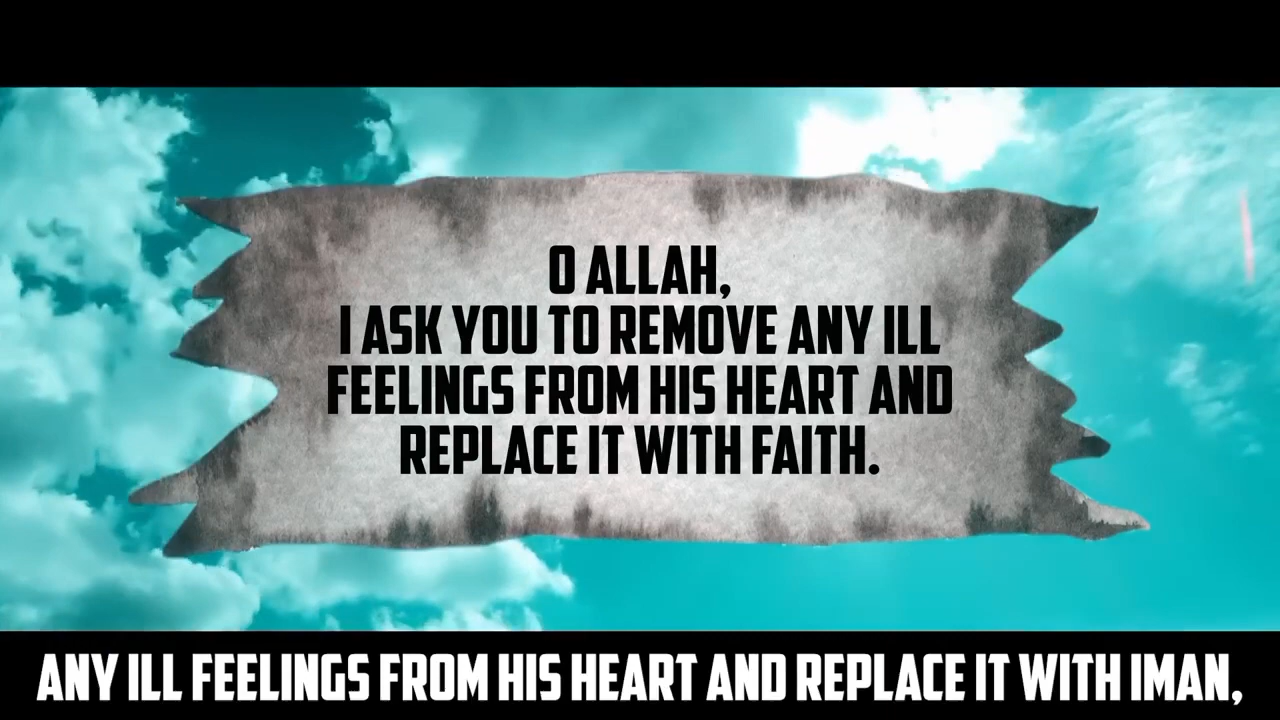 O ALLAH,
I ASK YOU TO REMOVE ANY ILL
FEELINGS FROM HIS HEART AND
REPLACE IT WITH FAITH.
ANY ILL FEELINGS FROM HIS HEART AND REPLACE IT WITH IMAN,